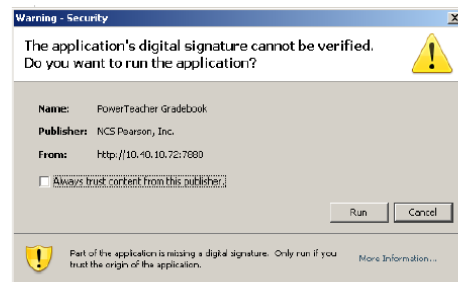 Warning - Security
The application's digital signature cannot be verified.
Do you want to run the application?
Name: PowerTeacher Gradebook
Publisher: NCS Pearson, Inc.
From: http://10.40.10.72:7880
Always trust content from this publisher.
Run Cancel
Part of the application is missing a digital signature. Only run if you
trust the origin of the application.
More Information...